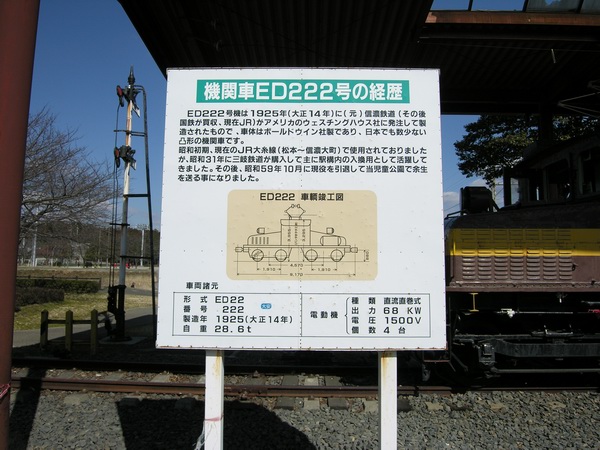 機関車ED222号の経歴
ED222号機は1925年(大正14年)に(元)信濃鉄道(その後
国鉄が買収、現在JR)がアメリカのウェスチングハウス社に発注して製
造されたもので、車体はボールドウイン社製であり、日本でも数少ない
凸形の機関車です。
昭和初期、現在のJR大糸線(松本〜信濃大町)で使用されておりました
が、昭和31年に三岐鉄道が購入して主に駅構内の入換用として活躍して
きました。その後、昭和59年10月に現役を引退して当児童公園で余生
を送る事になりました。
ED222 車輌竣工図
4,670
1,810 1,810
9,170
車両諸元
形式 ED22
番号 222
製造年 1925(大正14年)
自重 28.6t
電動機
種類 直流直巻式
出力 68 KW
電圧 1500V
個数 4台